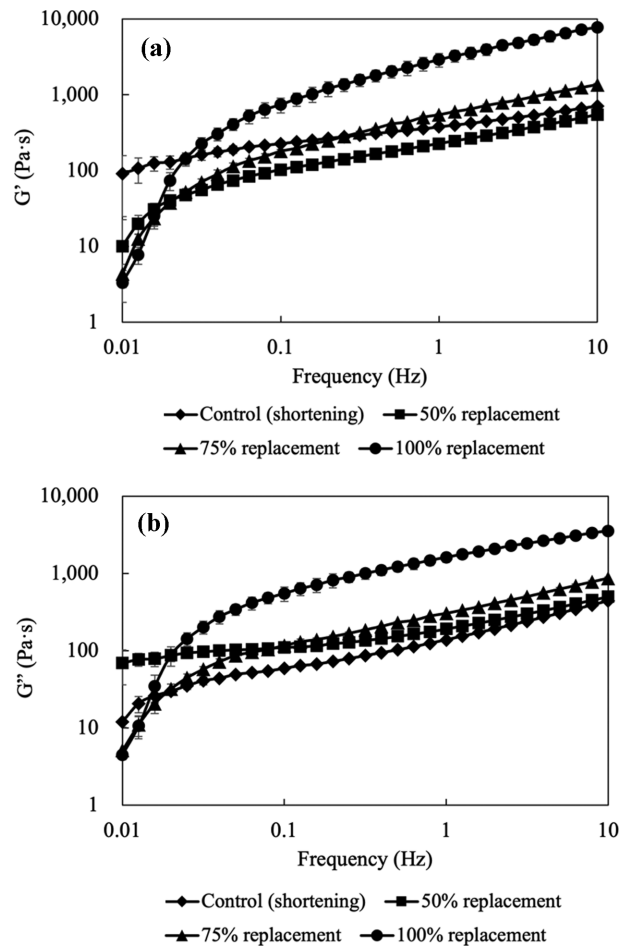 (a)
G' (Pa·s)
10,000
1,000
100
10
1
0.01 0.1 1 10
Frequency (Hz)
Control (shortening) 50% replacement
75% replacement 100% replacement
(b)
G" (Pa·s)
10,000
1,000
100
10
1
0.01 0.1 1 10
Frequency (Hz)
Control (shortening) 50% replacement
75% replacement 100% replacement